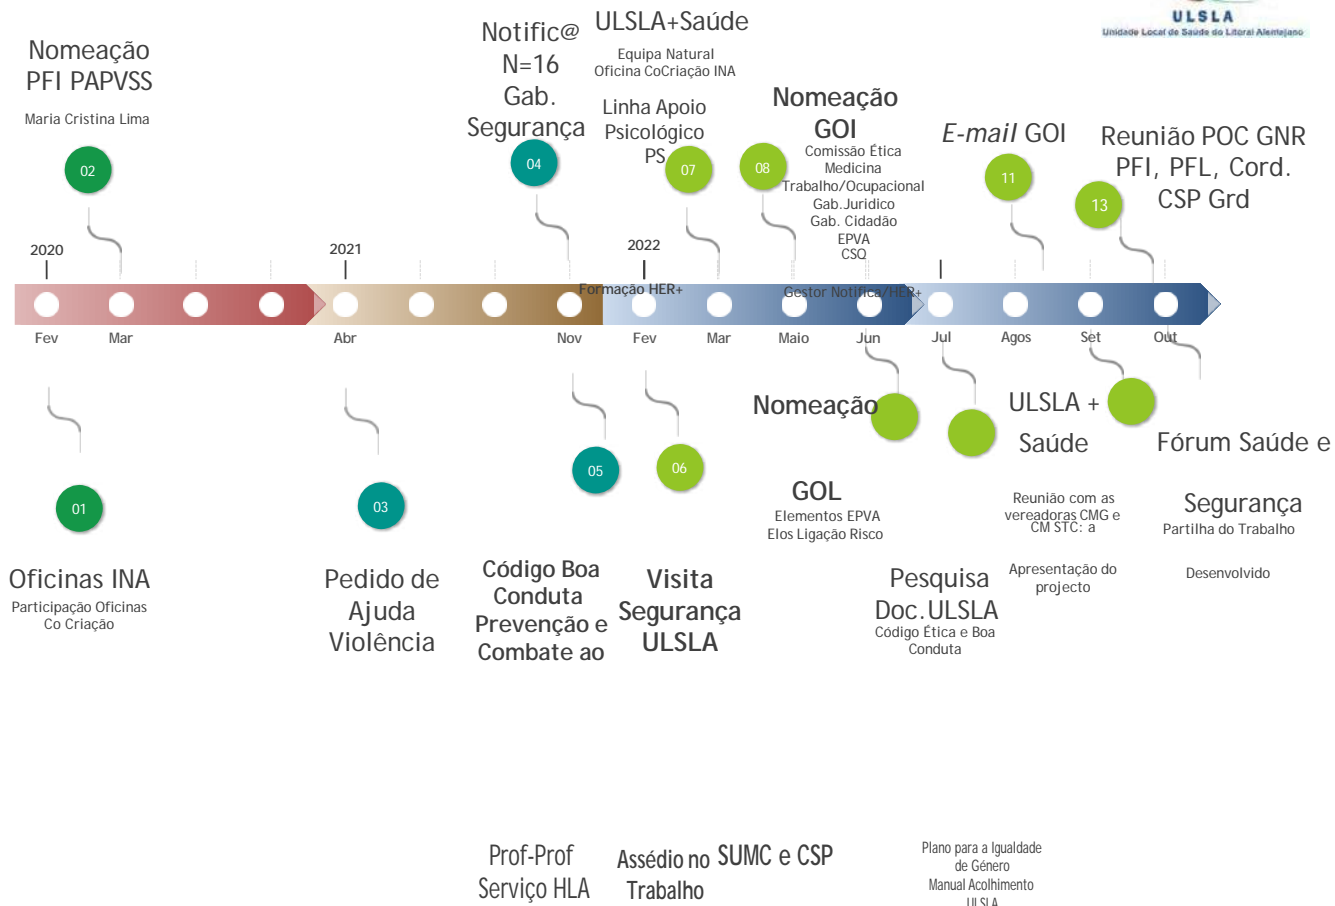 ULSLA
Unidade Local de Saúde do Litoral Alentejano
Nomeação
PFI PAPVSS
Maria Cristina Lima
02
Notific@
N=16
Gab.
Segurança
04
ULSLA+Saúde
Equipa Natural
Oficina CoCriação INA
Linha Apoio
Psicológico
PS
07
08
Nomeação
GOI
Comissão Ética
Medicina
Trabalho/Ocupacional
Gab.Juridico
Gab. Cidadão
EPVA
CSQ
Gestor Notifica/HER+
E-mail GOI
11
Reunião POC GNR
PFI, PFL, Cord.
CSP Grd
13
2020
2021
2022
Formação HER+
Fev
Mar
Abr
Nov
Fev
Mar
Maio
Jun
Jul
Agos
Set
Out
01
Oficinas INA
Participação Oficinas
Co Criação
03
Pedido de
Ajuda
Violência
05
Código Boa
Conduta
Prevenção e
Combate ao
06
Visita
Segurança
ULSLA
Nomeação
GOL
Elementos EPVA
Elos Ligação Risco
Pesquisa
Doc.ULSLA
Código Ética e Boa
Conduta
ULSLA +
Saúde
Reunião com as
vereadoras CMG e
CM STC: a
Apresentação do
projecto
Fórum Saúde e
Segurança
Partilha do Trabalho
Desenvolvido
Prof-Prof
Serviço HLA
Assédio no
Trabalho
SUMC e CSP
Plano para a Igualdade
de Género
Manual Acolhimento
ULSLA